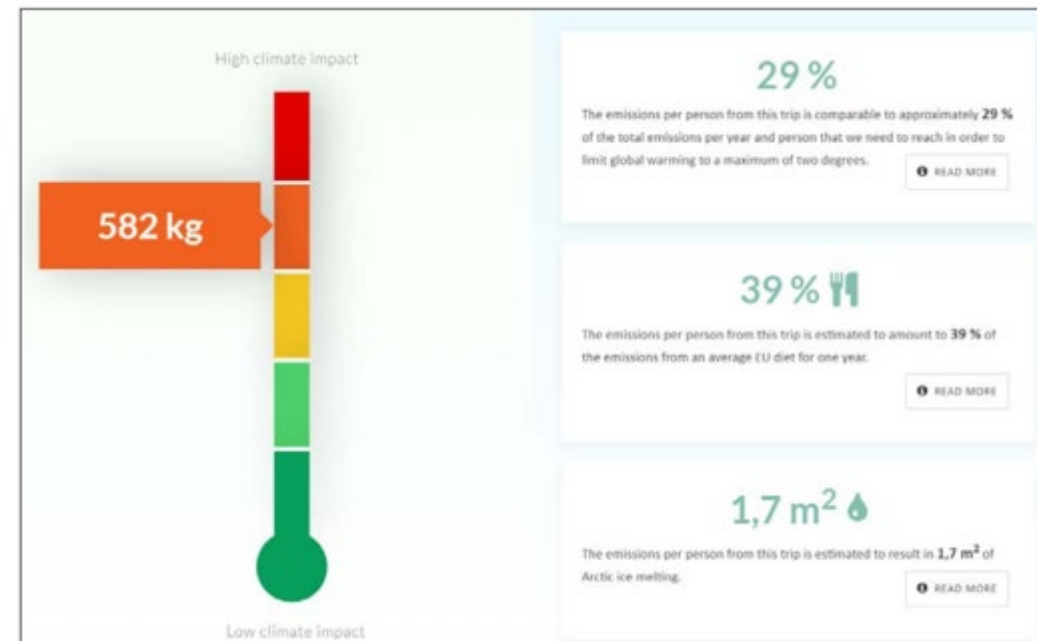 High climate impact
582 kg
Low climate impact
29 %
The emissions per person from this trip is comparable to approximately 29 %
of the total emissions per year and person that we need to reach in order to
limit global warming to a maximum of two degrees.
READ MORE
39 %
The emissions per person from this trip is estimated to amount to 39 % of
the emissions from an average EU diet for one year.
READ MORE
1,7 m²
The emissions per person from this trip is estimated to result in 1,7 m² of
Arctic ice melting.
READ MORE